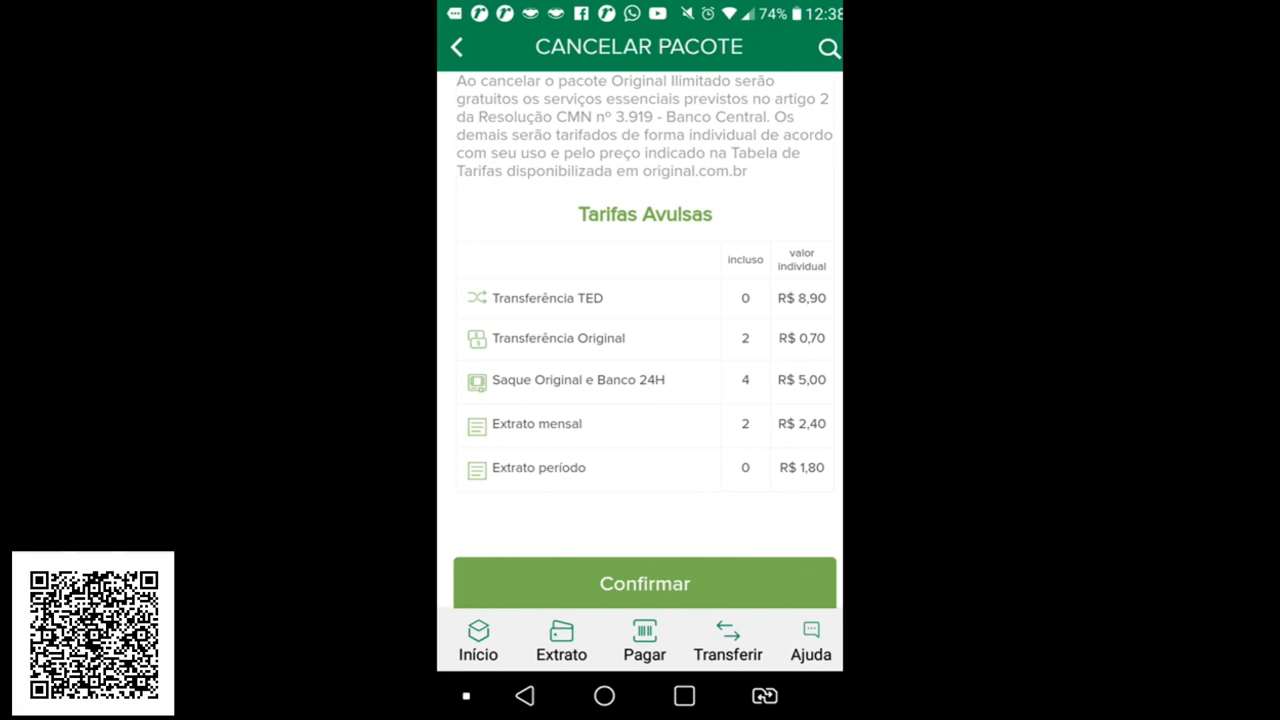 74% 12:38
CANCELAR PACOTE
Ao cancelar o pacote Original Ilimitado serão
gratuitos os serviços essenciais previstos no artigo 2
da Resolução CMN nº 3.919 - Banco Central. Os
demais serão tarifados de forma individual de acordo
com seu uso e pelo preço indicado na Tabela de
Tarifas disponibilizada em original.com.br
Tarifas Avulsas
incluso valor individual
Transferência TED 0 R$ 8,90
Transferência Original 2 R$ 0,70
Saque Original e Banco 24H 4 R$ 5,00
Extrato mensal 2 R$ 2,40
Extrato período 0 R$ 1,80
Confirmar
Início Extrato Pagar Transferir Ajuda